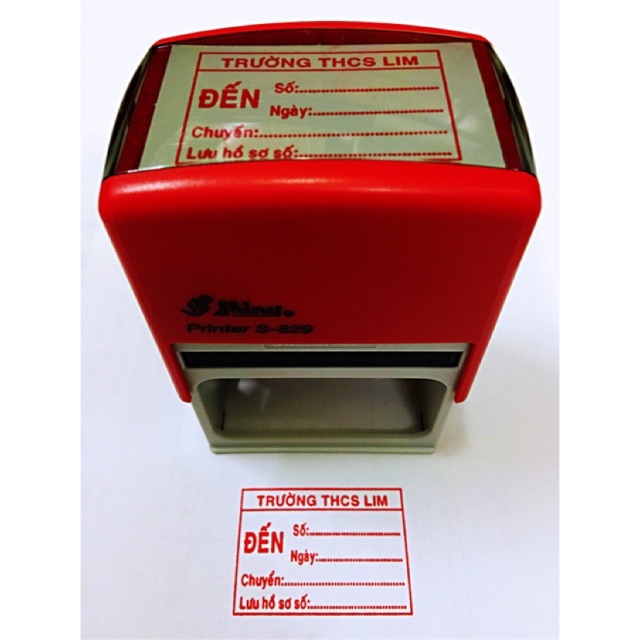 TRƯỜNG THCS LIM
ĐẾN
Số:
Ngày:
Chuyển:
Lưu hồ sơ số:
Shiny
Printer S-829
TRƯỜNG THCS LIM
ĐẾN
Số:
Ngày:
Chuyển:
Lưu hồ sơ số: